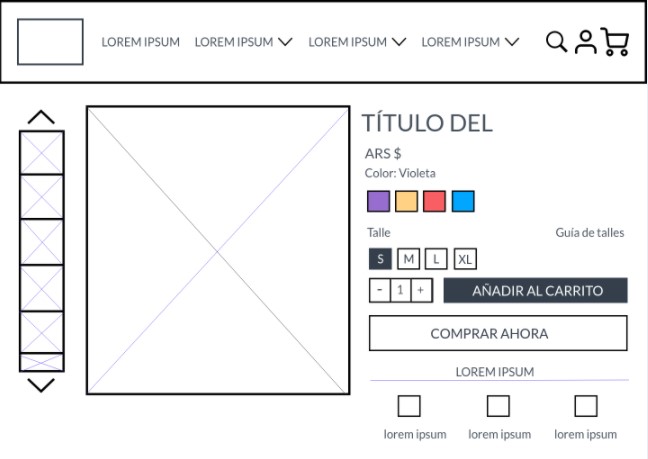 LOREM IPSUM LOREM IPSUM LOREM IPSUM LOREM IPSUM
TÍTULO DEL
ARS $
Color: Violeta
Talle Guía de talles
S M L XL
- 1 + AÑADIR AL CARRITO
COMPRAR AHORA
LOREM IPSUM
lorem ipsum lorem ipsum lorem ipsum